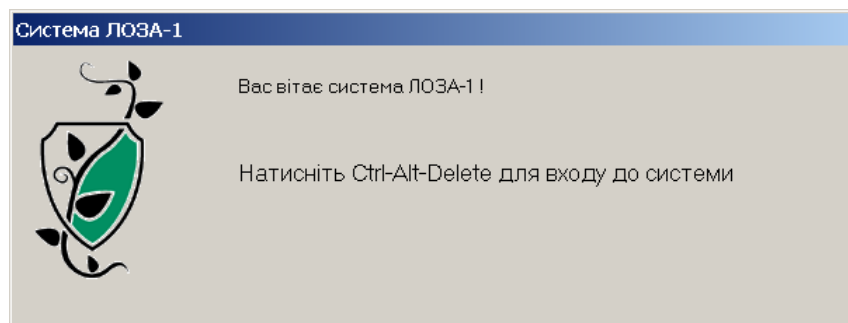 Система ЛОЗА-1
Вас вітає система ЛОЗА-1 !
Натисніть Ctrl-Alt-Delete для входу до системи